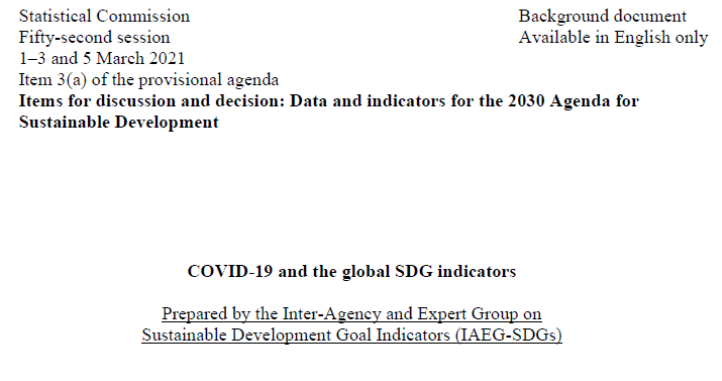 Statistical Commission
Background document
Fifty-second session
Available in English only
1–3 and 5 March 2021
Item 3(a) of the provisional agenda
Items for discussion and decision: Data and indicators for the 2030 Agenda for
Sustainable Development
COVID-19 and the global SDG indicators
Prepared by the Inter-Agency and Expert Group on
Sustainable Development Goal Indicators (IAEG-SDGs)